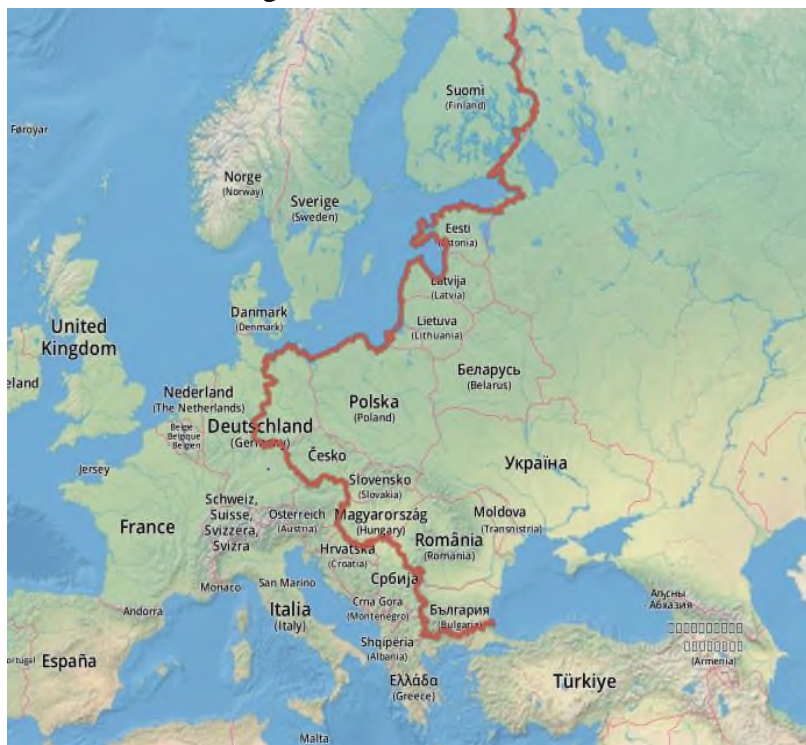 Suomi
(Finland)
Føroyar
Norge
(Norway)
Sverige
(Sweden)
Eesti
(Estonia)
Latvija
(Latvia)
Danmark
(Denmark)
Lietuva
(Lithuania)
United
Kingdom
eland
Беларусь
(Belarus)
Nederland
(The Netherlands)
Polska
(Poland)
België
Belgique
Belgien
Deutschland
(Germany)
Česko
Україна
Jersey
Slovensko
(Slovakia)
Schweiz,
Suisse,
Svizzera,
Svizra
Österreich
(Austria)
Magyarország
(Hungary)
Moldova
(Transnistria)
France
România
(Romania)
Hrvatska
(Croatia)
Monaco
San Marino
Србија
Аҧсны
Абхазия
Andorra
Italia
(Italy)
Crna Gora
(Montenegro)
България
(Bulgaria)
Shqipëria
(Albania)
(Armenia)
Portugal
España
Ελλάδα
(Greece)
Türkiye
Malta